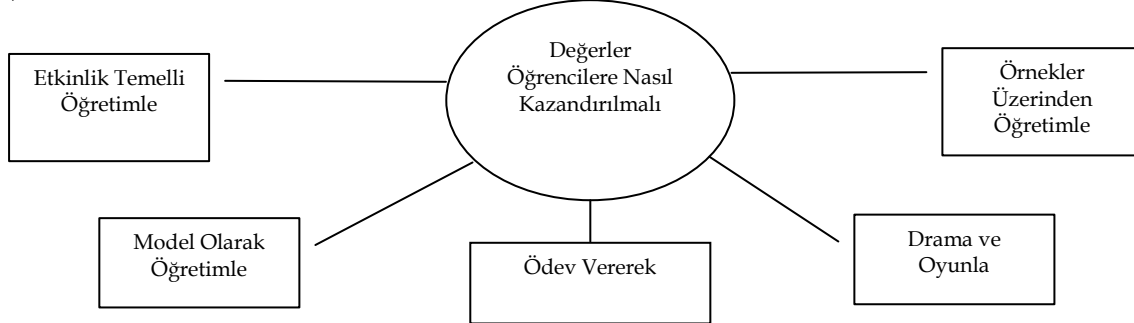 Değerler
Öğrencilere Nasıl
Kazandırılmalı
Etkinlik Temelli
Öğretimle
Örnekler
Üzerinden
Öğretimle
Model Olarak
Öğretimle
Ödev Vererek
Drama ve
Oyunla